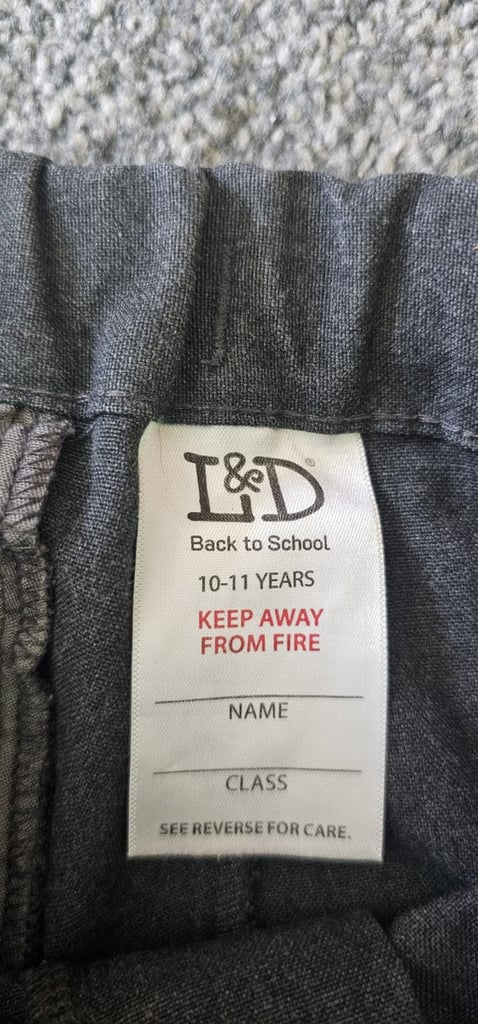 L&D®
Back to School
10-11 YEARS
KEEP AWAY
FROM FIRE
NAME
CLASS
SEE REVERSE FOR CARE.